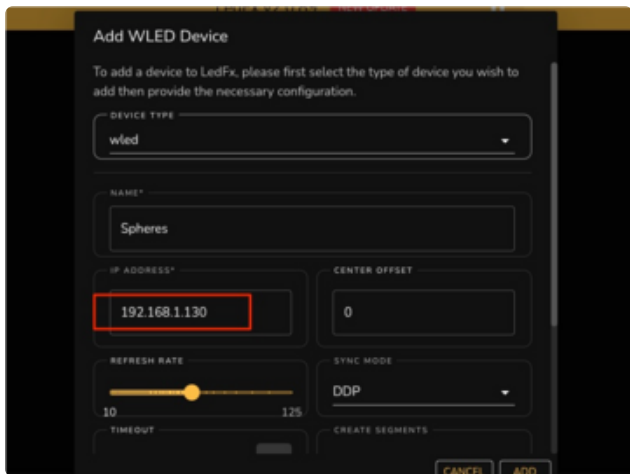 NEW UPDATE
Add WLED Device
To add a device to LedFx, please first select the type of device you wish to
add then provide the necessary configuration.
DEVICE TYPE
wled
NAME*
Spheres
IP ADDRESS* CENTER OFFSET
192.168.1.130 0
REFRESH RATE SYNC MODE
DDP
10 125
TIMEOUT CREATE SEGMENTS
CANCEL ADD